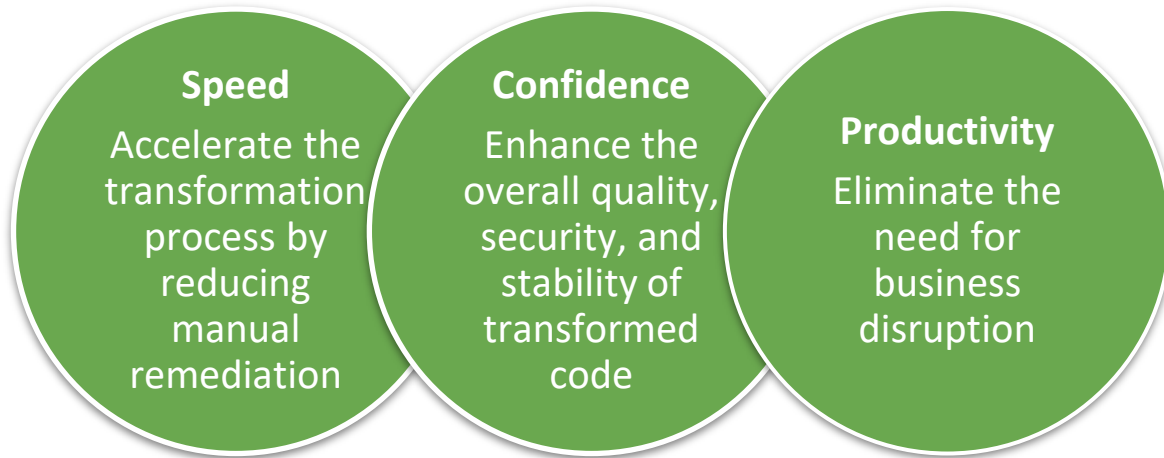 Speed
Accelerate the
transformation
process by
reducing
manual
remediation
Confidence
Enhance the
overall quality,
security, and
stability of
transformed
code
Productivity
Eliminate the
need for
business
disruption